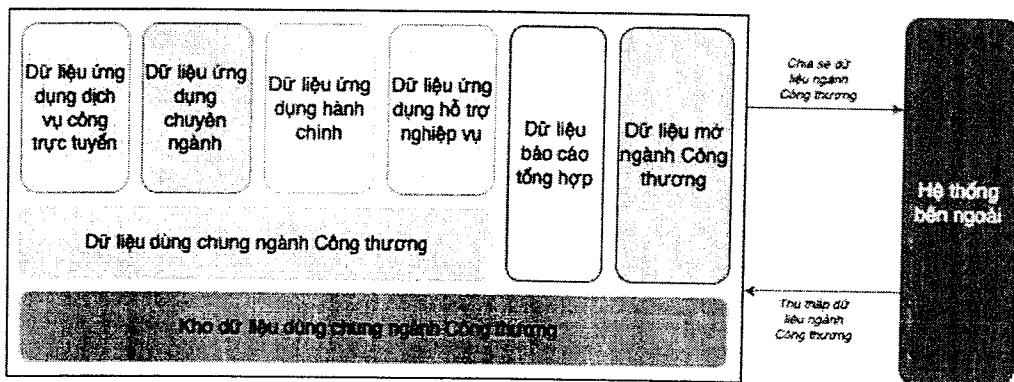 Dữ liệu ứng
dụng dịch
vụ công
trực tuyến
Dữ liệu ứng
dụng
chuyên
ngành
Dữ liệu ứng
dụng hành
chính
Dữ liệu ứng
dụng hỗ trợ
nghiệp vụ
Dữ liệu
báo cáo
tổng hợp
Dữ liệu mở
ngành Công
thương
Dữ liệu dùng chung ngành Công thương
Kho dữ liệu dùng chung ngành Công thương
Chia sẻ dữ
liệu ngành
Công thương
Thu thập dữ
liệu ngành
Công thương
Hệ thống
bên ngoài